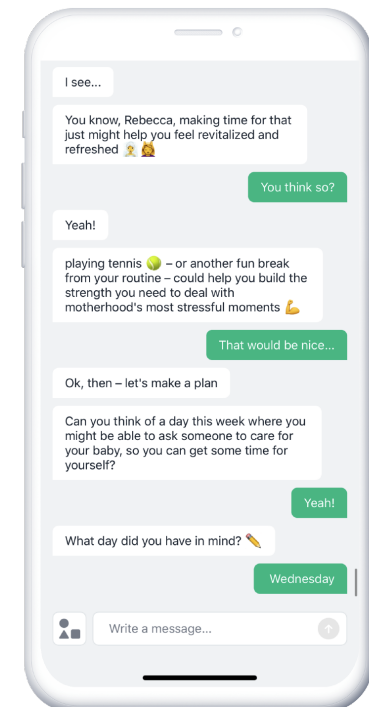 I see...
You know, Rebecca, making time for that
just might help you feel revitalized and
refreshed 🧖 💆
You think so?
Yeah!
playing tennis 🎾 – or another fun break
from your routine – could help you build the
strength you need to deal with
motherhood's most stressful moments 💪
That would be nice...
Ok, then – let's make a plan
Can you think of a day this week where you
might be able to ask someone to care for
your baby, so you can get some time for
yourself?
Yeah!
What day did you have in mind? ✏️
Wednesday
Write a message...